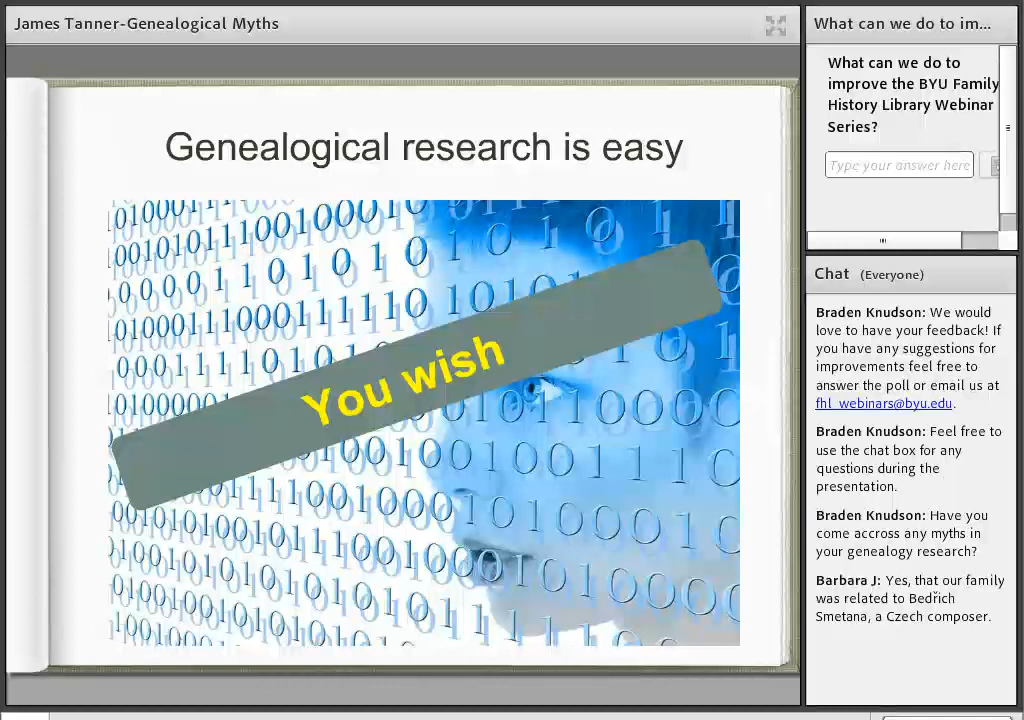 James Tanner-Genealogical Myths
Genealogical research is easy
You wish
What can we do to im...
What can we do to
improve the BYU Family
History Library Webinar
Series?
Type your answer here
Chat (Everyone)
Braden Knudson: We would
love to have your feedback! If
you have any suggestions for
improvements feel free to
answer the poll or email us at
fhl_webinars@byu.edu.
Braden Knudson: Feel free to
use the chat box for any
questions during the
presentation.
Braden Knudson: Have you
come accross any myths in
your genealogy research?
Barbara J: Yes, that our family
was related to Bedřich
Smetana, a Czech composer.